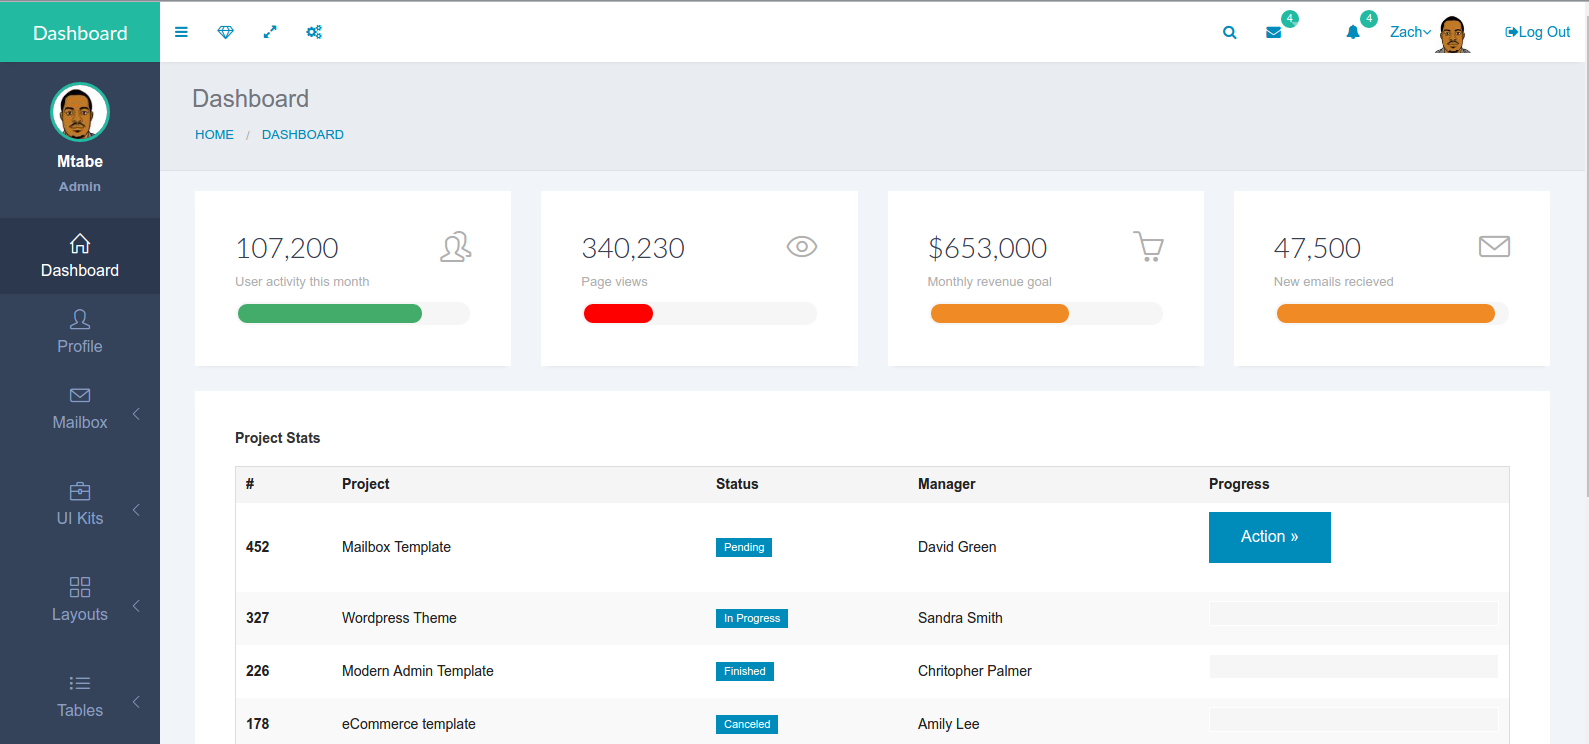 Dashboard
4
4
Zach
Log Out
Mtabe
Admin
Dashboard
Profile
Mailbox
UI Kits
Layouts
Tables
Dashboard
HOME / DASHBOARD
107,200
User activity this month
340,230
Page views
$653,000
Monthly revenue goal
47,500
New emails recieved
Project Stats
# Project Status Manager Progress
452 Mailbox Template Pending David Green Action »
327 Wordpress Theme In Progress Sandra Smith
226 Modern Admin Template Finished Chritopher Palmer
178 eCommerce template Canceled Amily Lee